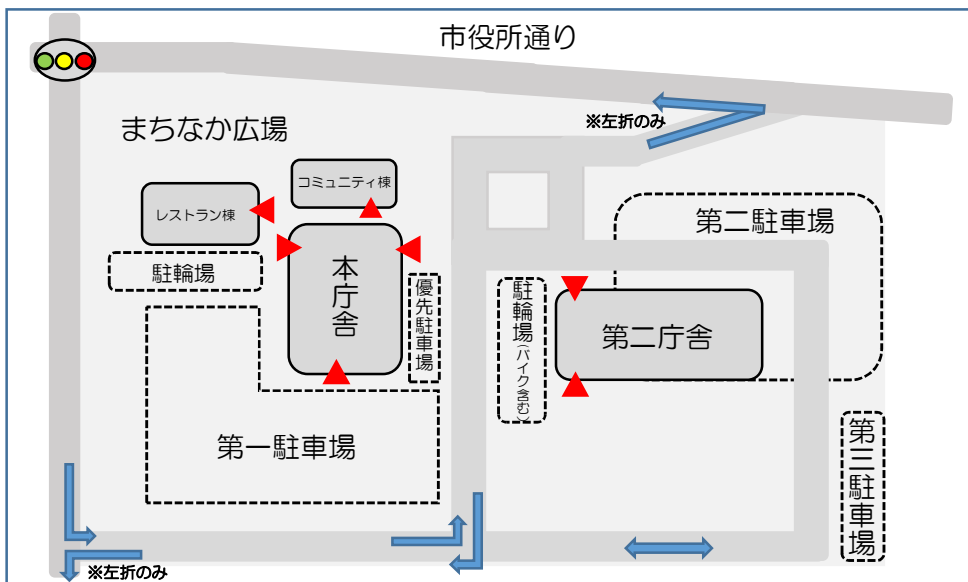 市役所通り
※左折のみ
まちなか広場
コミュニティ棟
レストラン棟
第二駐車場
駐輪場
本庁舎
優先駐車場
駐輪場(バイク含む)
第二庁舎
第一駐車場
第三駐車場
※左折のみ